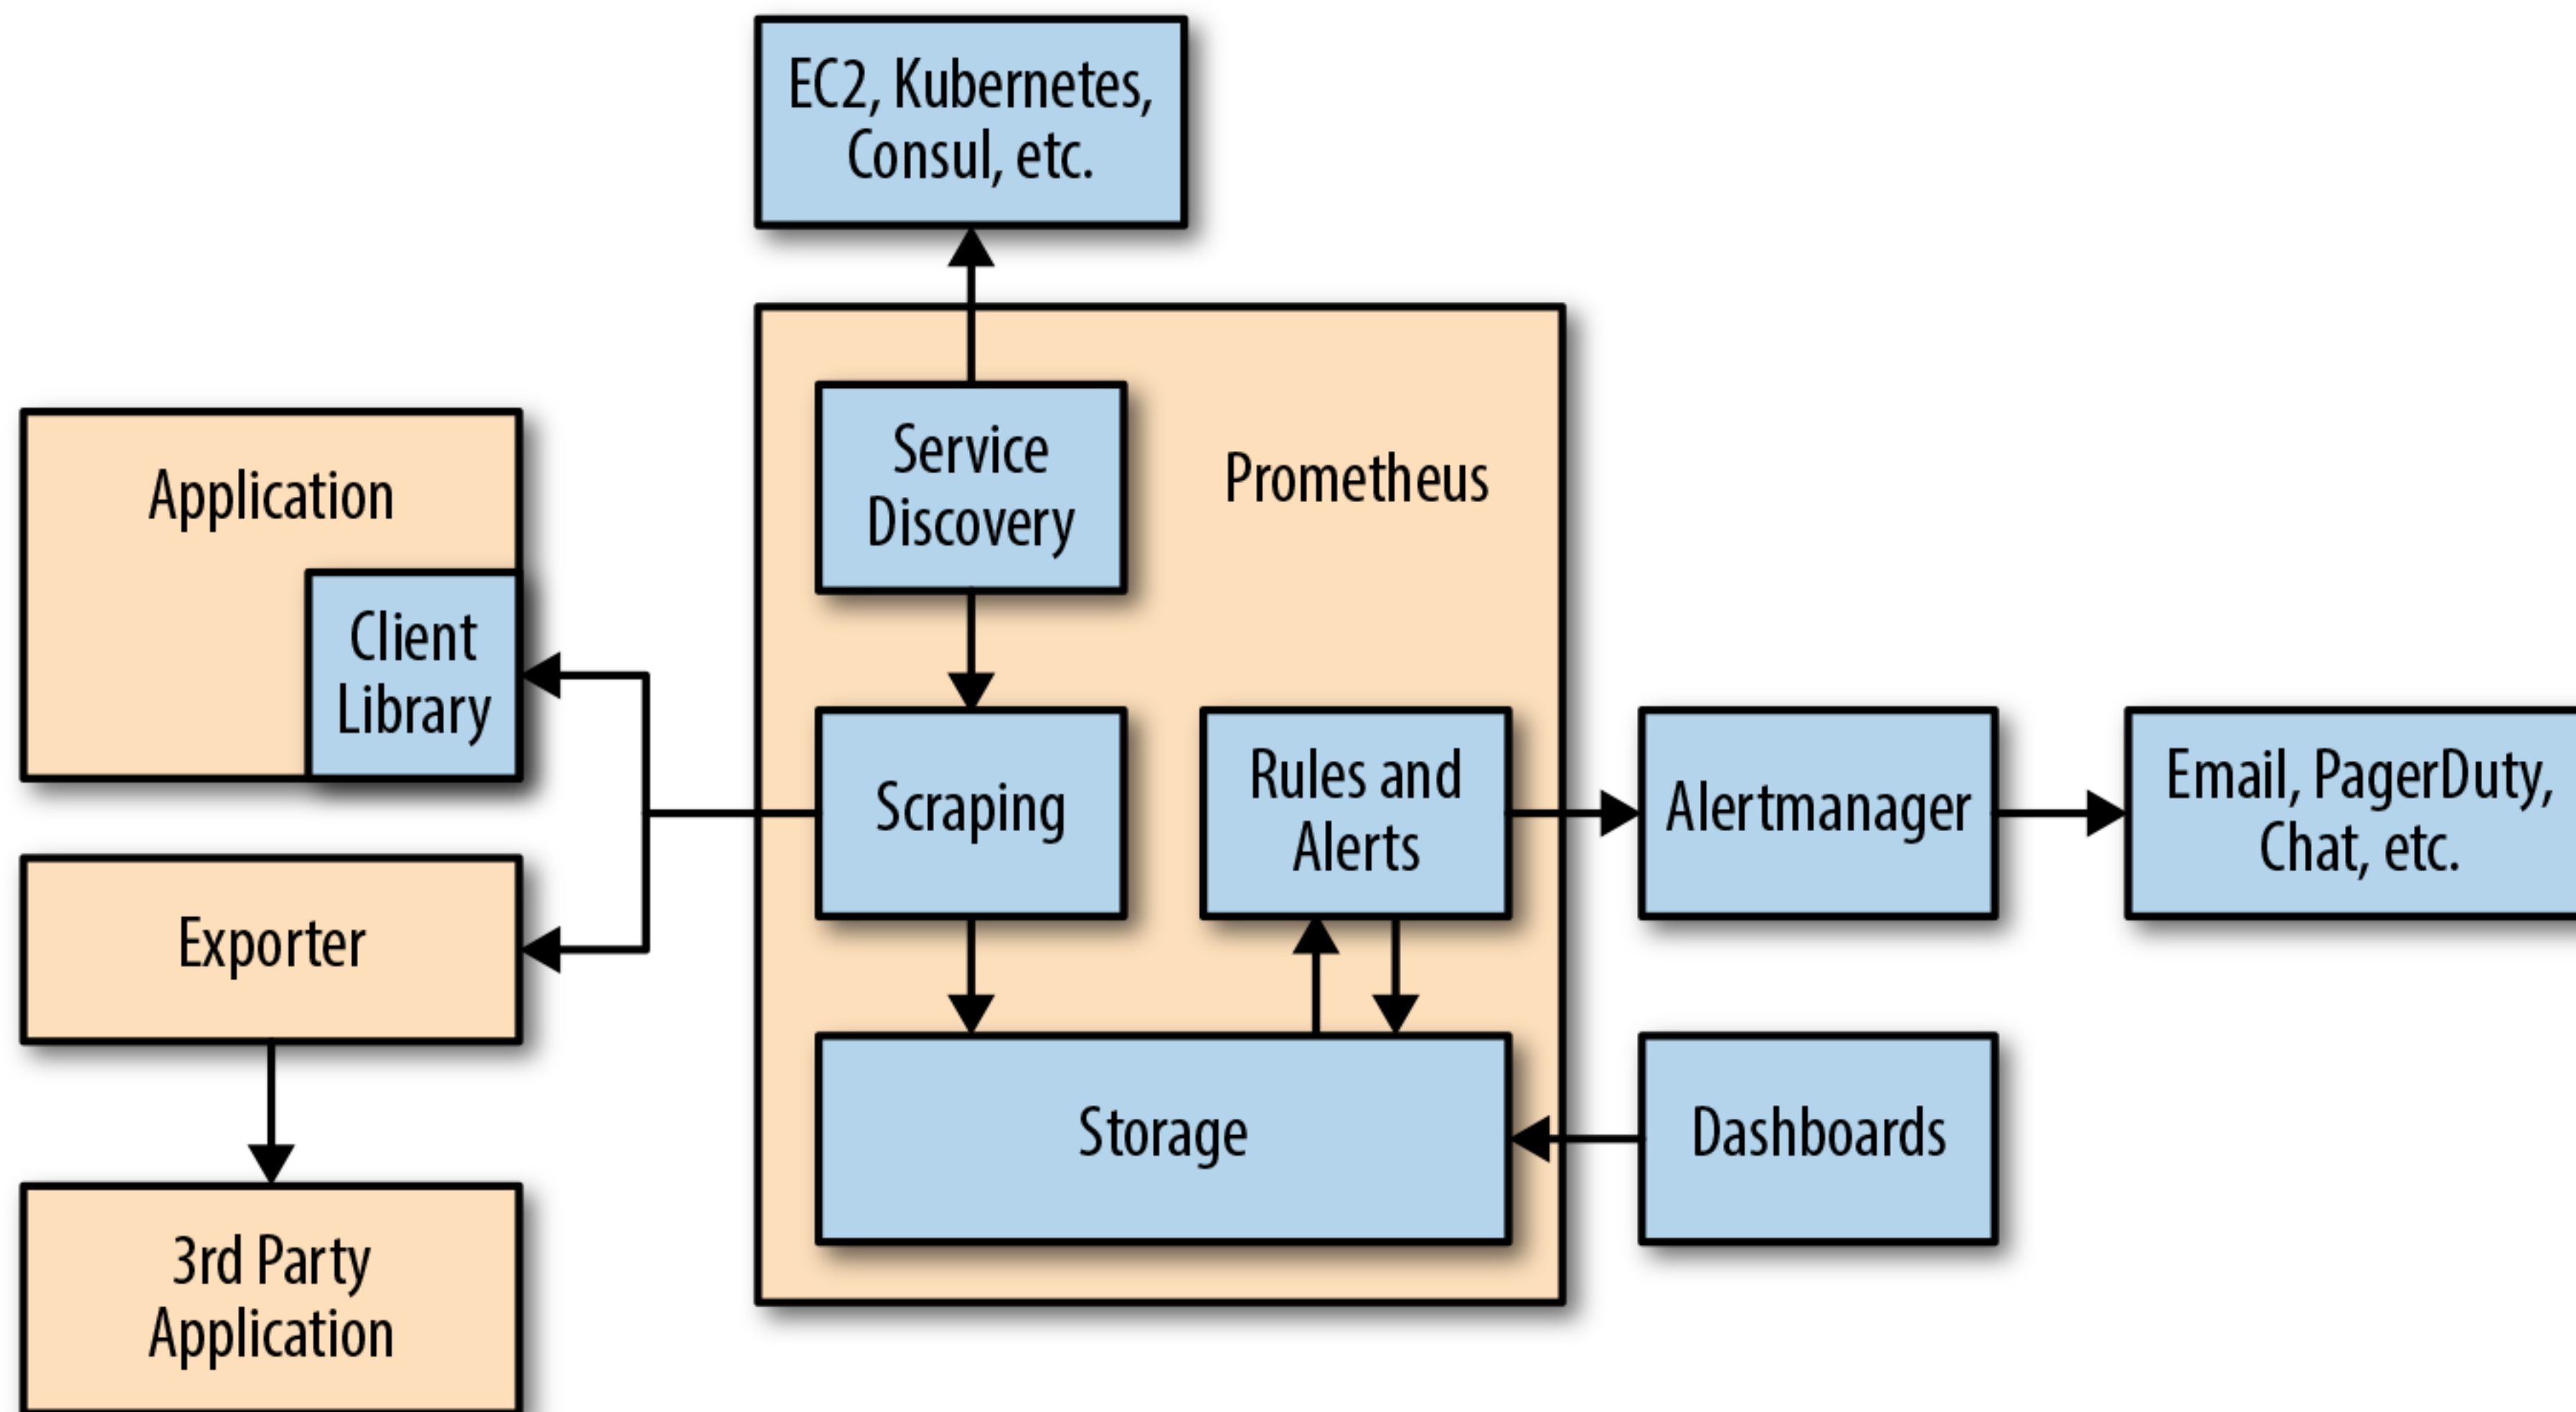 EC2, Kubernetes,
Consul, etc.
Application
Client
Library
Exporter
3rd Party
Application
Prometheus
Service
Discovery
Scraping
Rules and
Alerts
Storage
Alertmanager
Email, PagerDuty,
Chat, etc.
Dashboards